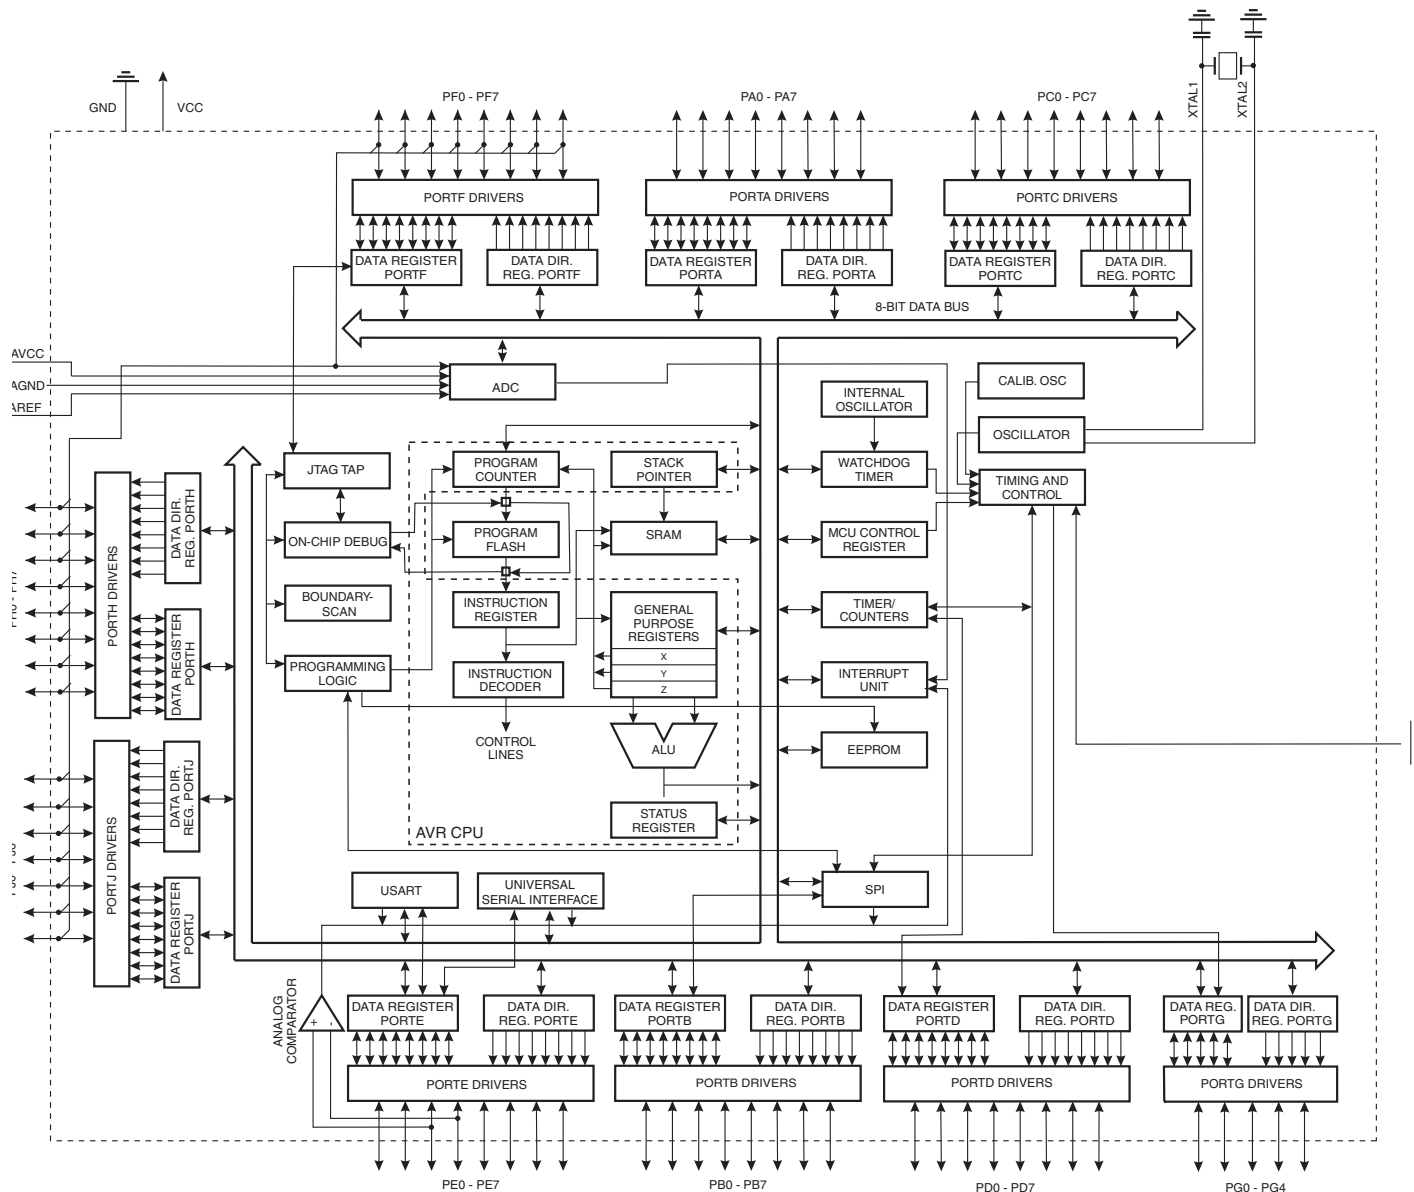 GND
VCC
PF0 - PF7
PA0 - PA7
PC0 - PC7
XTAL1
XTAL2
PORTF DRIVERS
PORTA DRIVERS
PORTC DRIVERS
DATA REGISTER
PORTF
DATA DIR.
REG. PORTF
DATA REGISTER
PORTA
DATA DIR.
REG. PORTA
DATA REGISTER
PORTC
DATA DIR.
REG. PORTC
8-BIT DATA BUS
AVCC
AGND
AREF
ADC
CALIB. OSC
INTERNAL
OSCILLATOR
OSCILLATOR
JTAG TAP
PROGRAM
COUNTER
STACK
POINTER
WATCHDOG
TIMER
TIMING AND
CONTROL
ON-CHIP DEBUG
PROGRAM
FLASH
SRAM
MCU CONTROL
REGISTER
BOUNDARY-
SCAN
INSTRUCTION
REGISTER
GENERAL
PURPOSE
REGISTERS
X
Y
Z
TIMER/
COUNTERS
PROGRAMMING
LOGIC
INSTRUCTION
DECODER
INTERRUPT
UNIT
CONTROL
LINES
ALU
EEPROM
STATUS
REGISTER
AVR CPU
PORTH DRIVERS
DATA DIR.
REG. PORTH
DATA REGISTER
PORTH
PORTJ DRIVERS
DATA DIR.
REG. PORTJ
DATA REGISTER
PORTJ
USART
UNIVERSAL
SERIAL INTERFACE
SPI
ANALOG
COMPARATOR
+
-
DATA REGISTER
PORTE
DATA DIR.
REG. PORTE
DATA REGISTER
PORTB
DATA DIR.
REG. PORTB
DATA REGISTER
PORTD
DATA DIR.
REG. PORTD
DATA REG.
PORTG
DATA DIR.
REG. PORTG
PORTE DRIVERS
PORTB DRIVERS
PORTD DRIVERS
PORTG DRIVERS
PE0 - PE7
PB0 - PB7
PD0 - PD7
PG0 - PG4